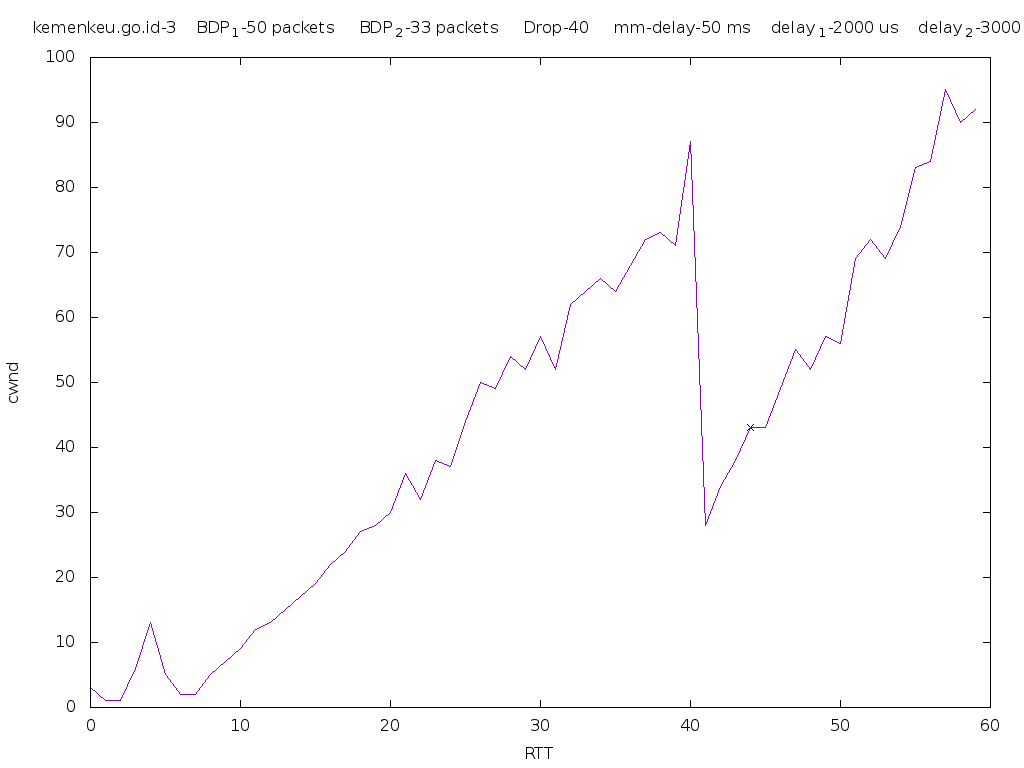 kemenkeu.go.id-3 BDP1-50 packets BDP2-33 packets Drop-40 mm-delay-50 ms delay1-2000 us delay2-3000
100
90
80
70
60
50
40
30
20
10
0
cwnd
0 10 20 30 40 50 60
RTT